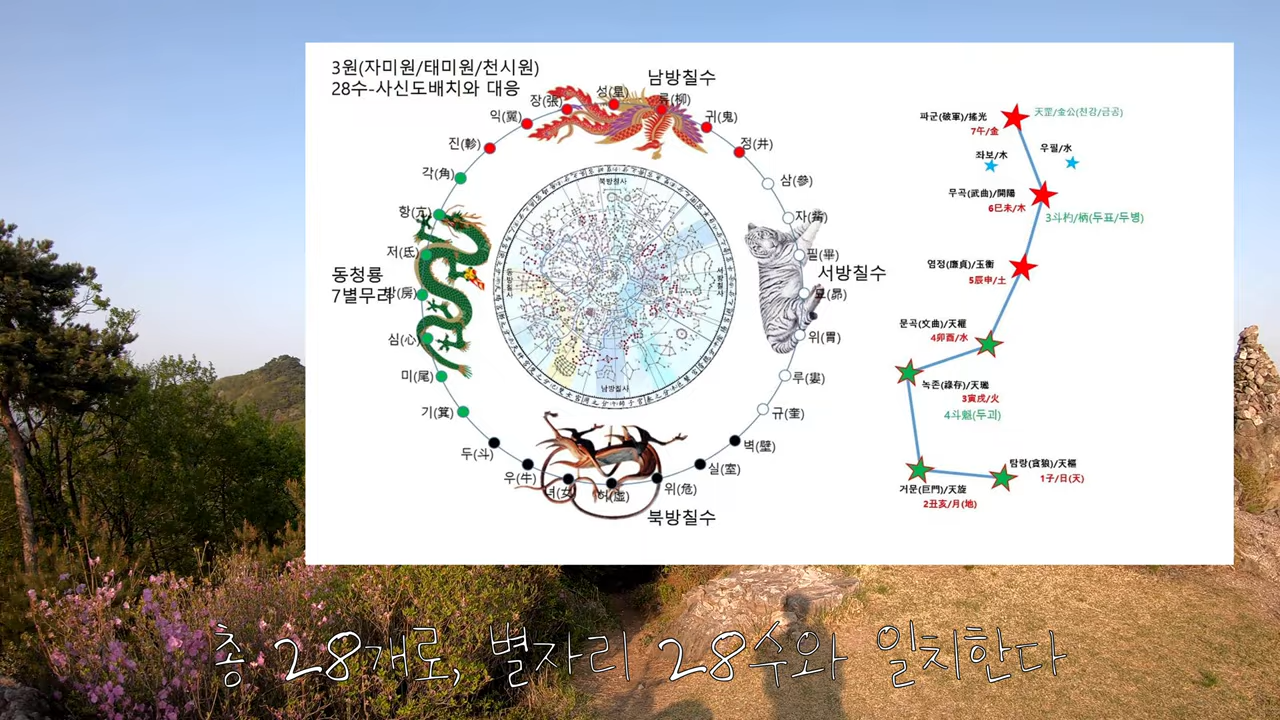 3원(자미원/태미원/천시원)
28수-사신도배치와 대응
남방칠수
성(星)
류(柳)
장(張)
귀(鬼)
익(翼)
정(井)
진(軫)
각(角)
삼(參)
항(亢)
자(觜)
저(氐)
필(畢)
동청룡
7별무리
방(房)
서방칠수
묘(昴)
심(心)
위(胃)
미(尾)
루(婁)
기(箕)
규(奎)
두(斗)
벽(壁)
우(牛)
실(室)
녀(女)
허(虛)
위(危)
북방칠수
북방칠사
남방칠사
파군(破軍)/搖光
7午/金
天罡/金公(천강/금공)
좌보/木
우필/水
무곡(武曲)/開陽
6巳未/木
3斗杓/柄(두표/두병)
염정(廉貞)/玉衡
5辰申/土
문곡(文曲)/天權
4卯酉/水
녹존(祿存)/天璣
3寅戌/火
4斗魁(두괴)
탐랑(貪狼)/天樞
1子/日(天)
거문(巨門)/天旋
2丑亥/月(地)
총 28개로, 별자리 28수와 일치한다